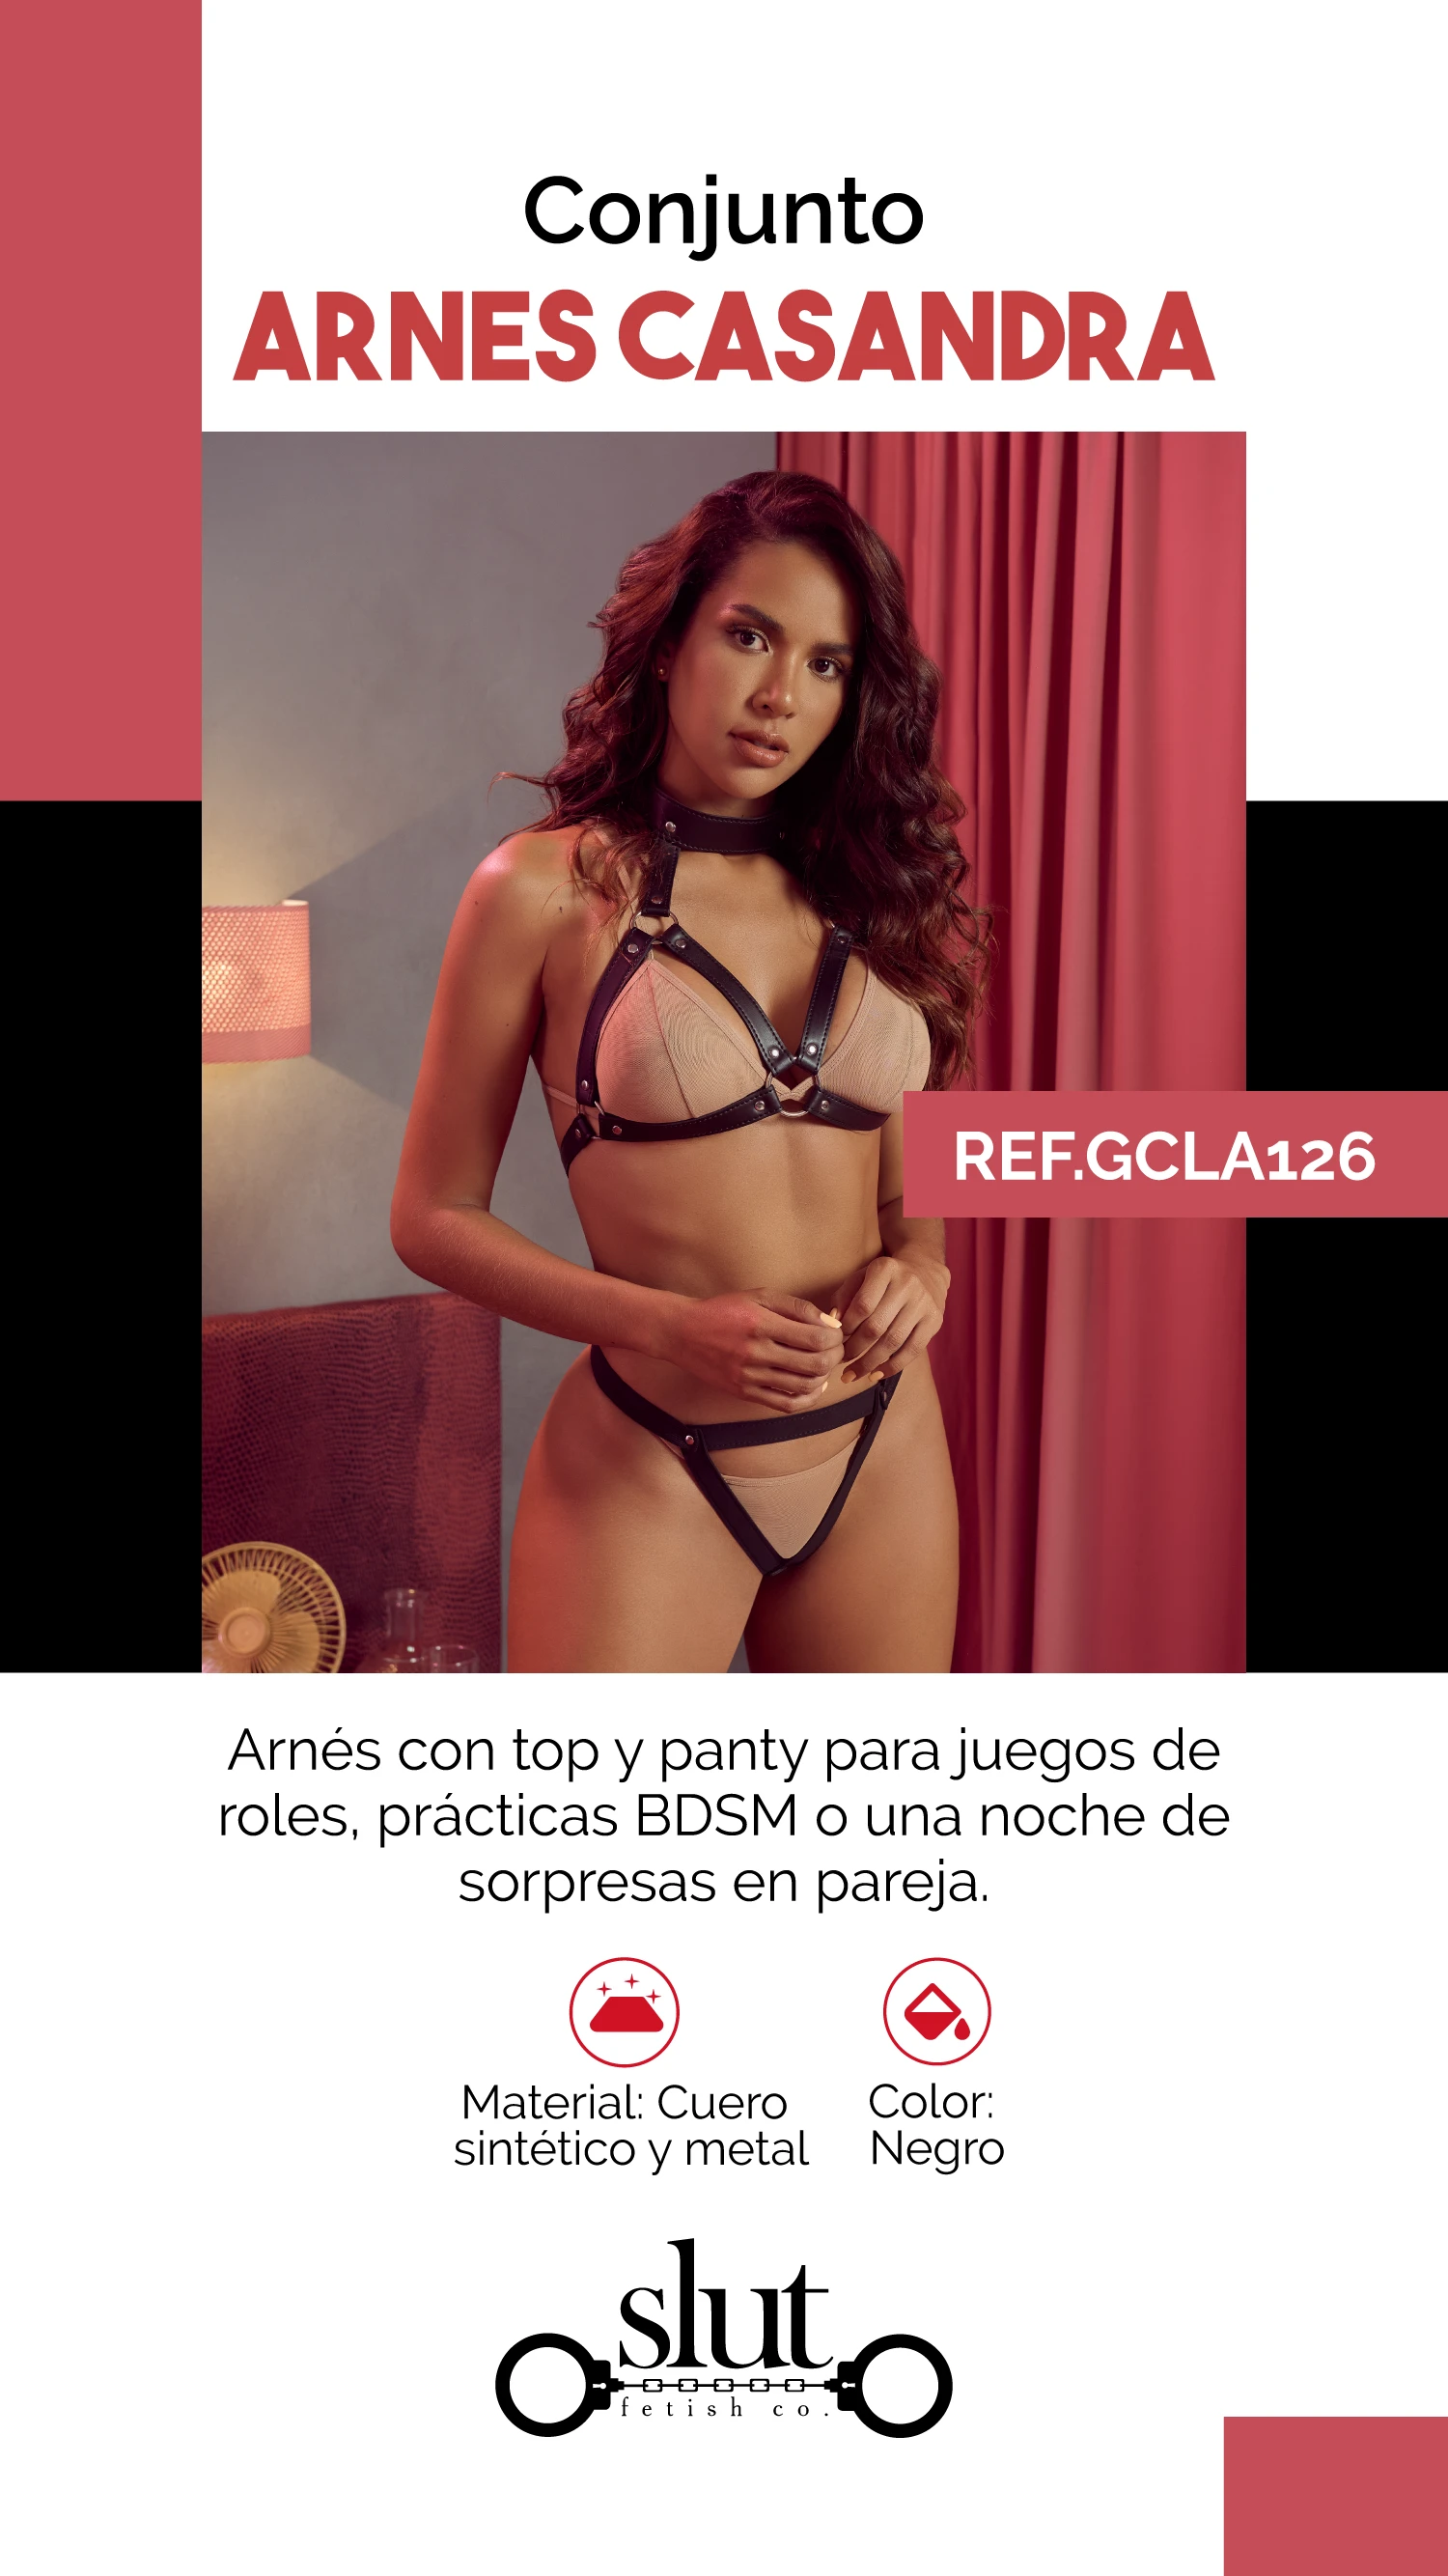 Conjunto
ARNES CASANDRA
REF.GCLA126
Arnés con top y panty para juegos de
roles, prácticas BDSM o una noche de
sorpresas en pareja.
Material: Cuero
sintético y metal
Color:
Negro
slut
fetish co.